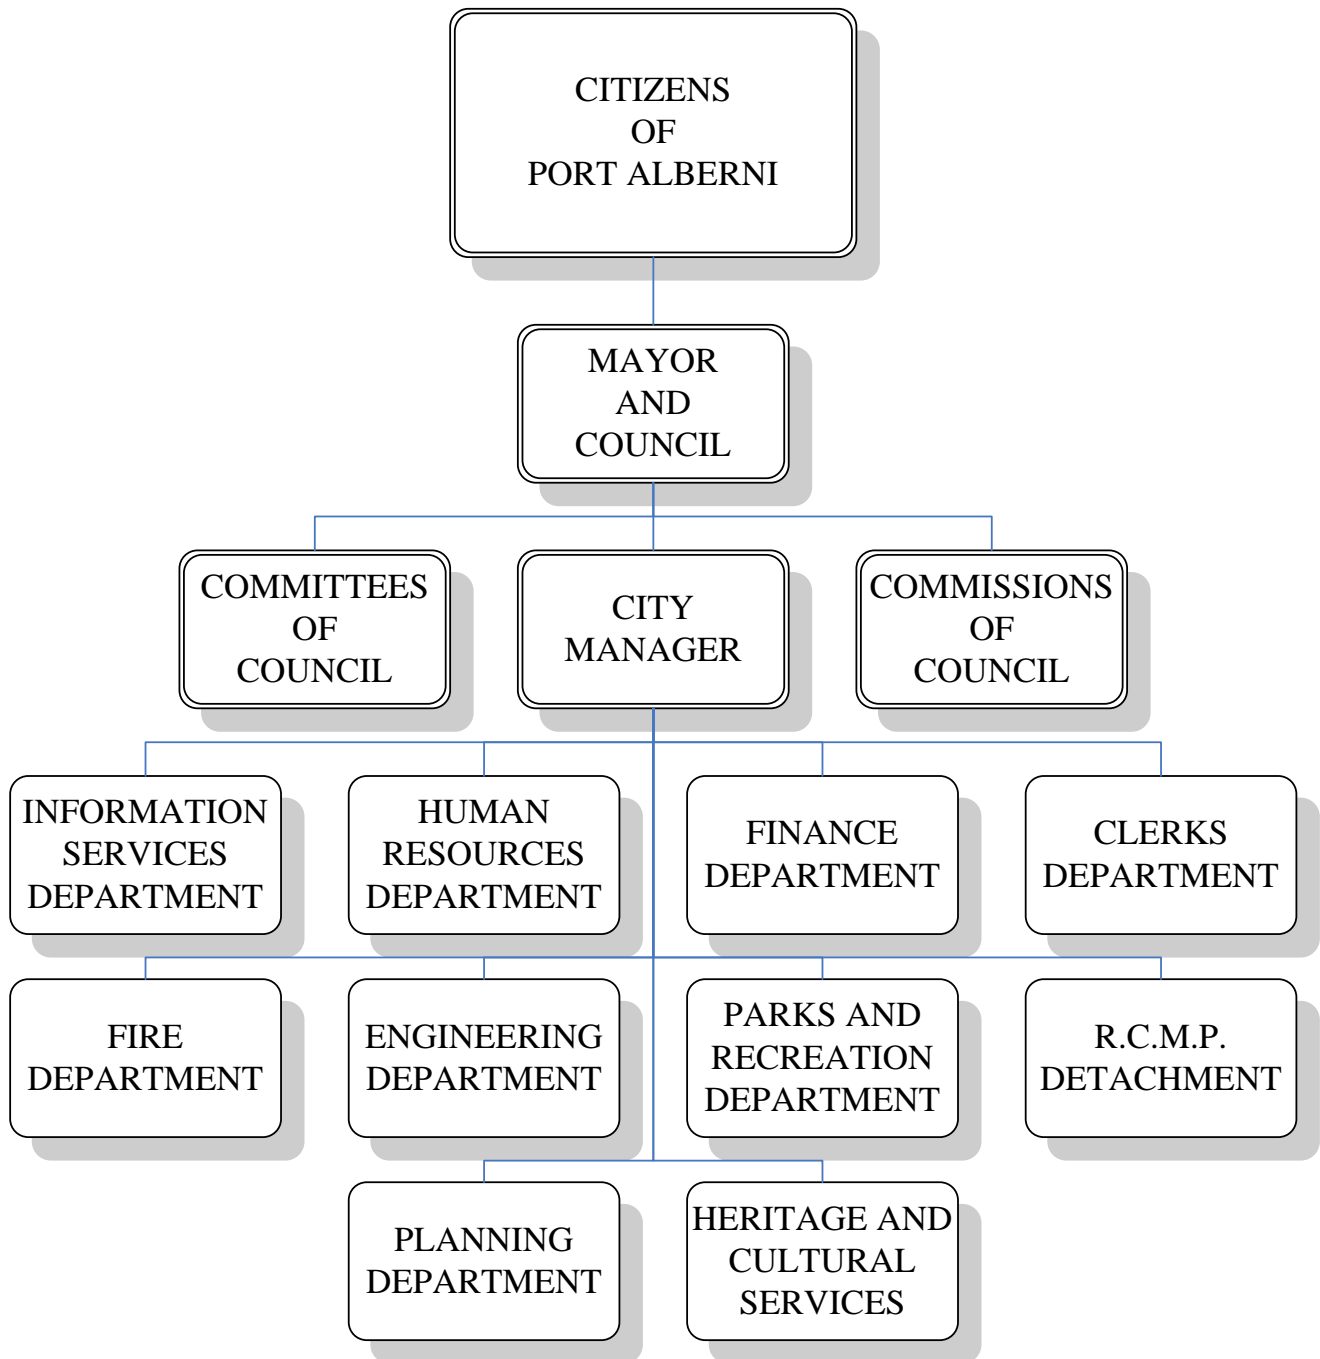 CITIZENS
OF
PORT ALBERNI
MAYOR
AND
COUNCIL
COMMITTEES
OF
COUNCIL
CITY
MANAGER
COMMISSIONS
OF
COUNCIL
INFORMATION
SERVICES
DEPARTMENT
HUMAN
RESOURCES
DEPARTMENT
FINANCE
DEPARTMENT
CLERKS
DEPARTMENT
FIRE
DEPARTMENT
ENGINEERING
DEPARTMENT
PARKS AND
RECREATION
DEPARTMENT
R.C.M.P.
DETACHMENT
PLANNING
DEPARTMENT
HERITAGE AND
CULTURAL
SERVICES